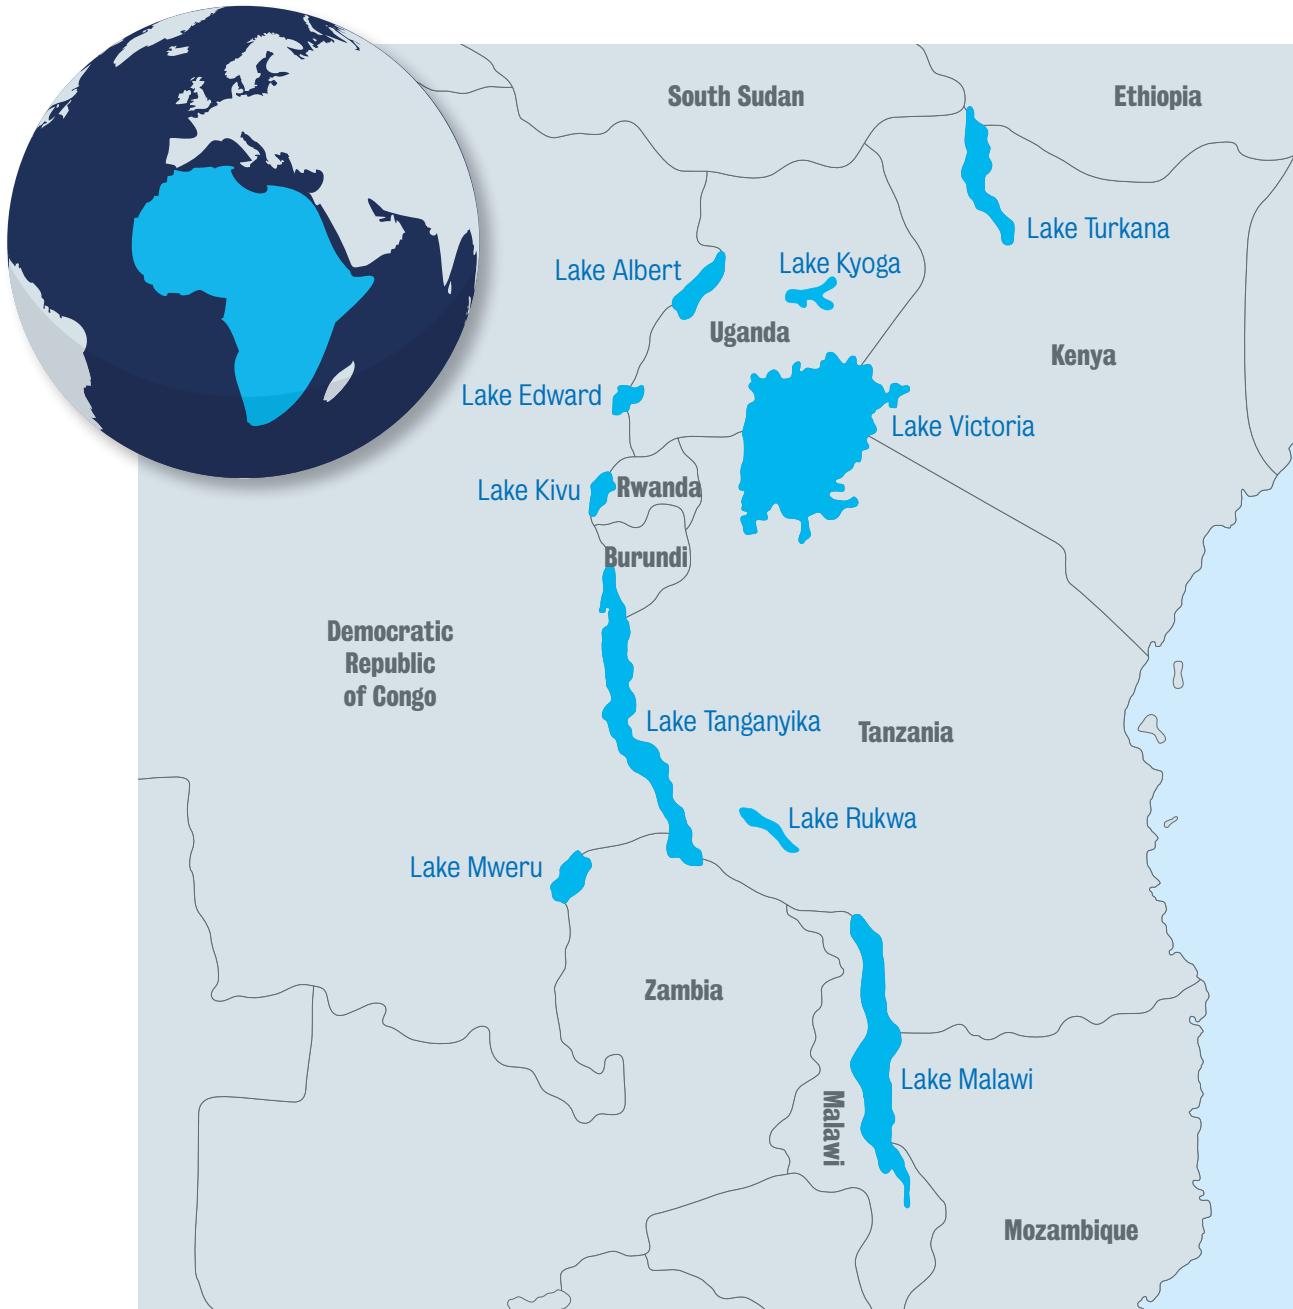 South Sudan
Ethiopia
Lake Turkana
Lake Albert
Lake Kyoga
Uganda
Kenya
Lake Edward
Lake Victoria
Lake Kivu
Rwanda
Burundi
Democratic
Republic
of Congo
Lake Tanganyika
Tanzania
Lake Rukwa
Lake Mweru
Zambia
Lake Malawi
Malawi
Mozambique